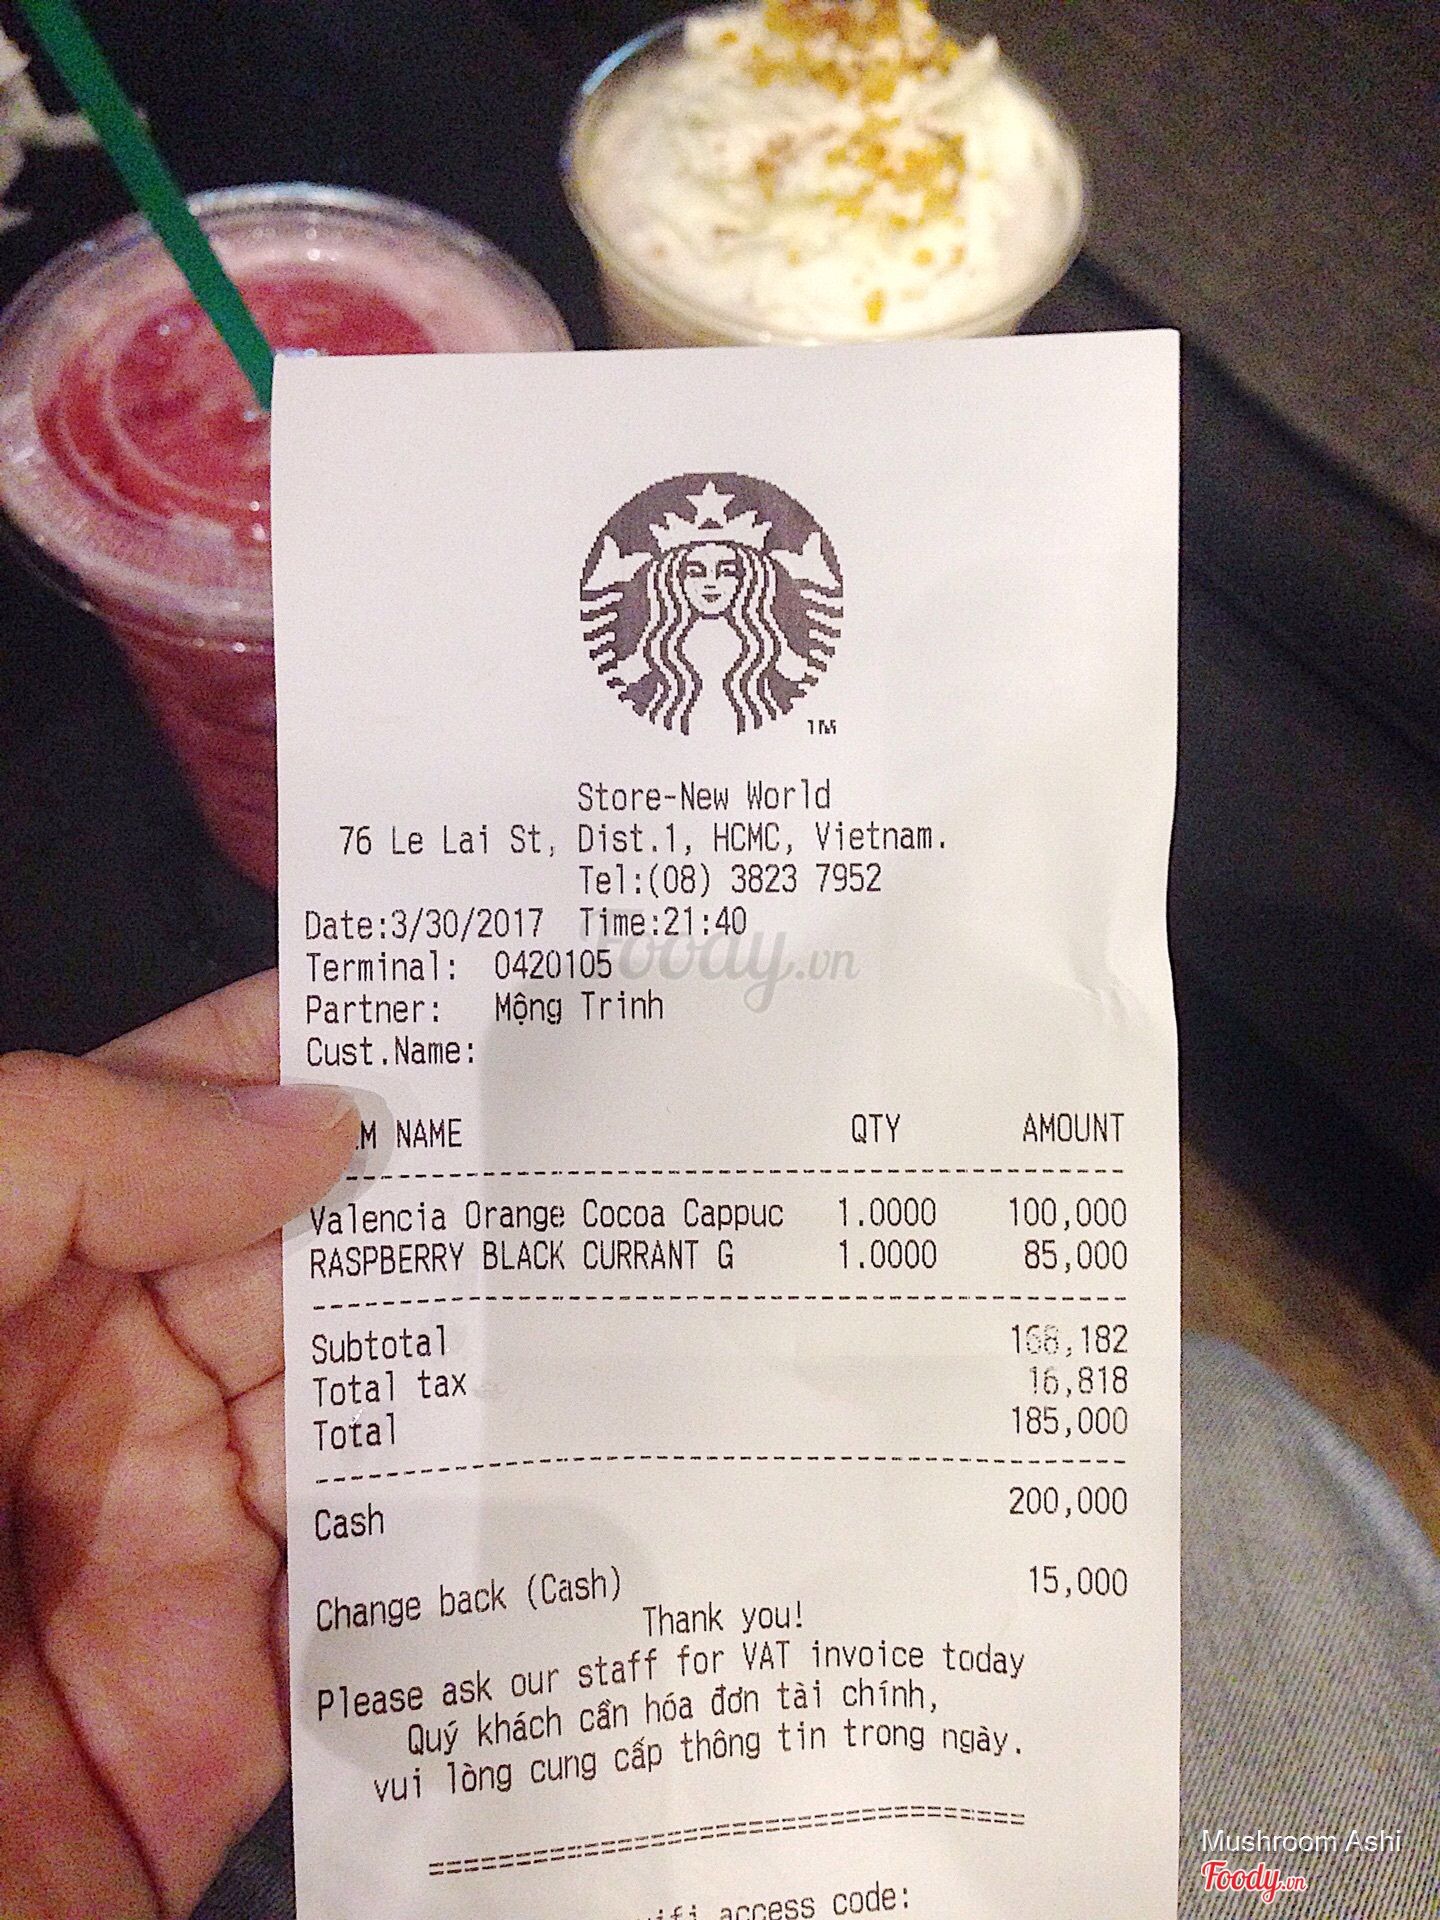 TM
Store-New World
76 Le Lai St, Dist.1, HCMC, Vietnam.
Tel:(08) 3823 7952
Date:3/30/2017 Time:21:40
Foody.vn
Terminal: 0420105
Partner: Mộng Trinh
Cust.Name:
NAME QTY AMOUNT
Valencia Orange Cocoa Cappuc 1.0000 100,000
RASPBERRY BLACK CURRANT G 1.0000 85,000
Subtotal 168,182
Total tax 16,818
Total 185,000
Cash 200,000
Change back (Cash) 15,000
Thank you!
Please ask our staff for VAT invoice today
Quý khách cần hóa đơn tài chính,
vui lòng cung cấp thông tin trong ngày.
access code:
Mushroom Ashi
Foody.vn